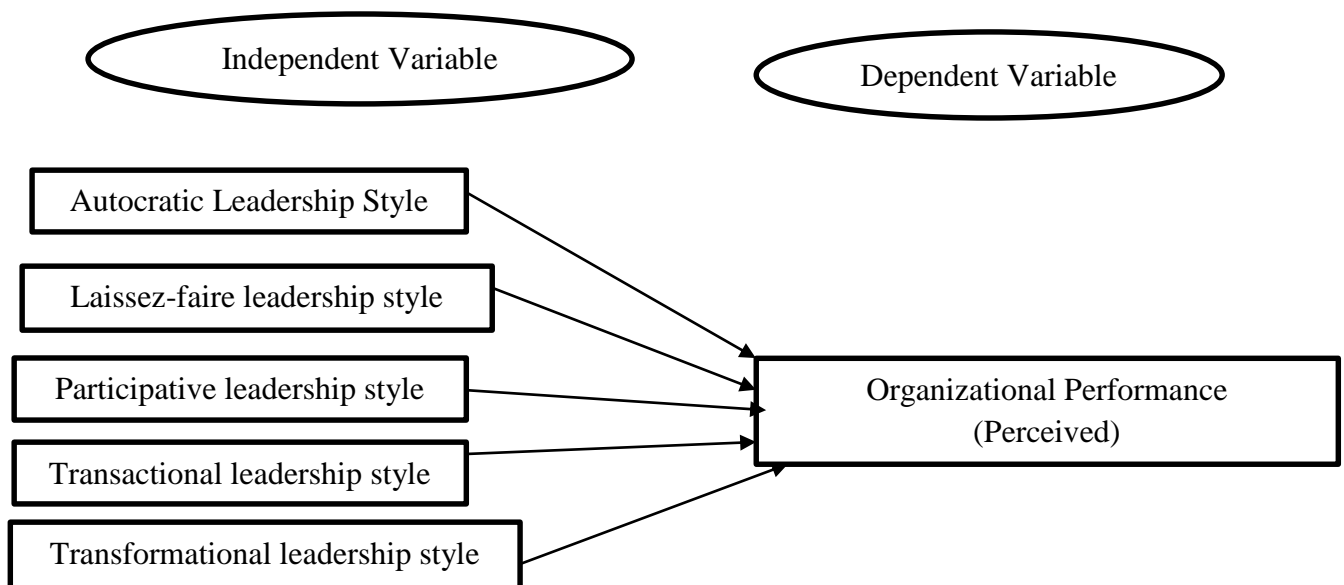 Independent Variable
Dependent Variable
Autocratic Leadership Style
Laissez-faire leadership style
Participative leadership style
Transactional leadership style
Transformational leadership style
Organizational Performance
(Perceived)